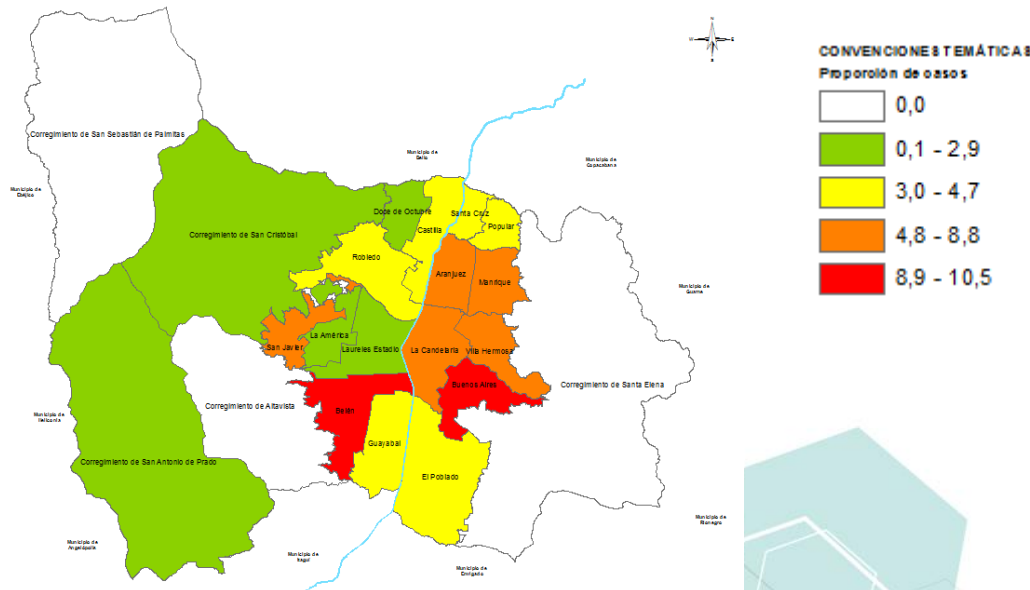 N
W
E
S
CONVENCIONES TEMÁTICAS
Proporción de casos
0,0
0,1 - 2,9
3,0 - 4,7
4,8 - 8,8
8,9 - 10,5
Corregimiento de San Sebastián de Palmitas
Municipio de
Bello
Municipio de
Copacabana
Municipio de
Ebéjico
Doce de Octubre
Santa Cruz
Popular
Castilla
Corregimiento de San Cristóbal
Robledo
Aranjuez
Manrique
Municipio de
Guarne
La América
San Javier
Laureles Estadio
La Candelaria
Villa Hermosa
Buenos Aires
Corregimiento de Santa Elena
Corregimiento de Altavista
Belén
Municipio de
Heliconia
Guayabal
Corregimiento de San Antonio de Prado
El Poblado
Municipio de
Rionegro
Municipio de
Angelópolis
Municipio de
Itagüí
Municipio de
Envigado